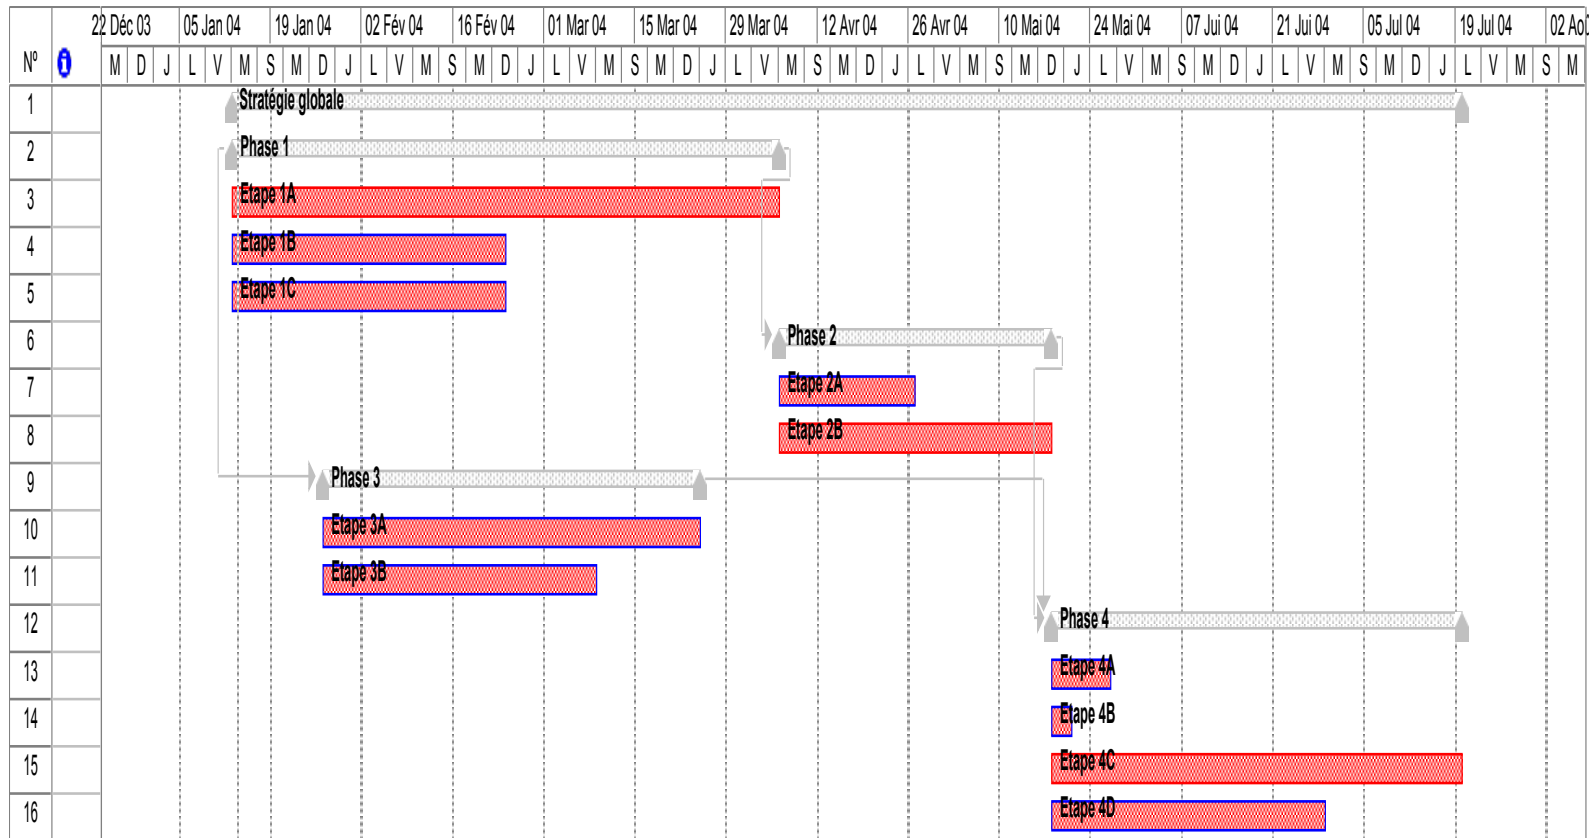 22 Déc 03 05 Jan 04 19 Jan 04 02 Fév 04 16 Fév 04 01 Mar 04 15 Mar 04 29 Mar 04 12 Avr 04 26 Avr 04 10 Mai 04 24 Mai 04 07 Jui 04 21 Jui 04 05 Jul 04 19 Jul 04 02 Aoû
Nº i M D J L V M S M D J L V M S M D J L V M S M D J L V M S M D J L V M S M D J L V M S M D J L V M S M D J L V M S M
1 Stratégie globale
2 Phase 1
3 Etape 1A
4 Etape 1B
5 Etape 1C
6 Phase 2
7 Etape 2A
8 Etape 2B
9 Phase 3
10 Etape 3A
11 Etape 3B
12 Phase 4
13 Etape 4A
14 Etape 4B
15 Etape 4C
16 Etape 4D